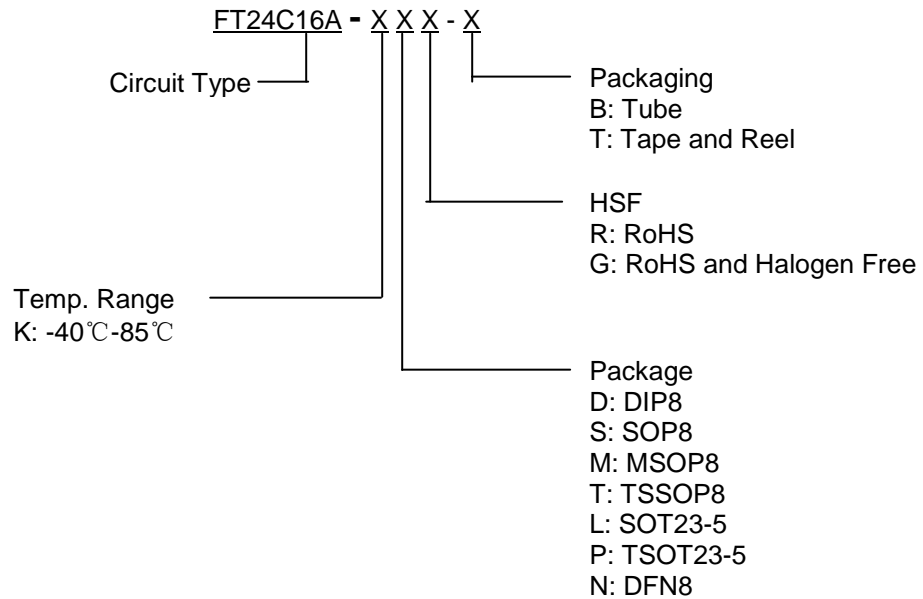 FT24C16A - X X X - X
Circuit Type
Packaging
B: Tube
T: Tape and Reel
HSF
R: RoHS
G: RoHS and Halogen Free
Temp. Range
K: -40℃-85℃
Package
D: DIP8
S: SOP8
M: MSOP8
T: TSSOP8
L: SOT23-5
P: TSOT23-5
N: DFN8